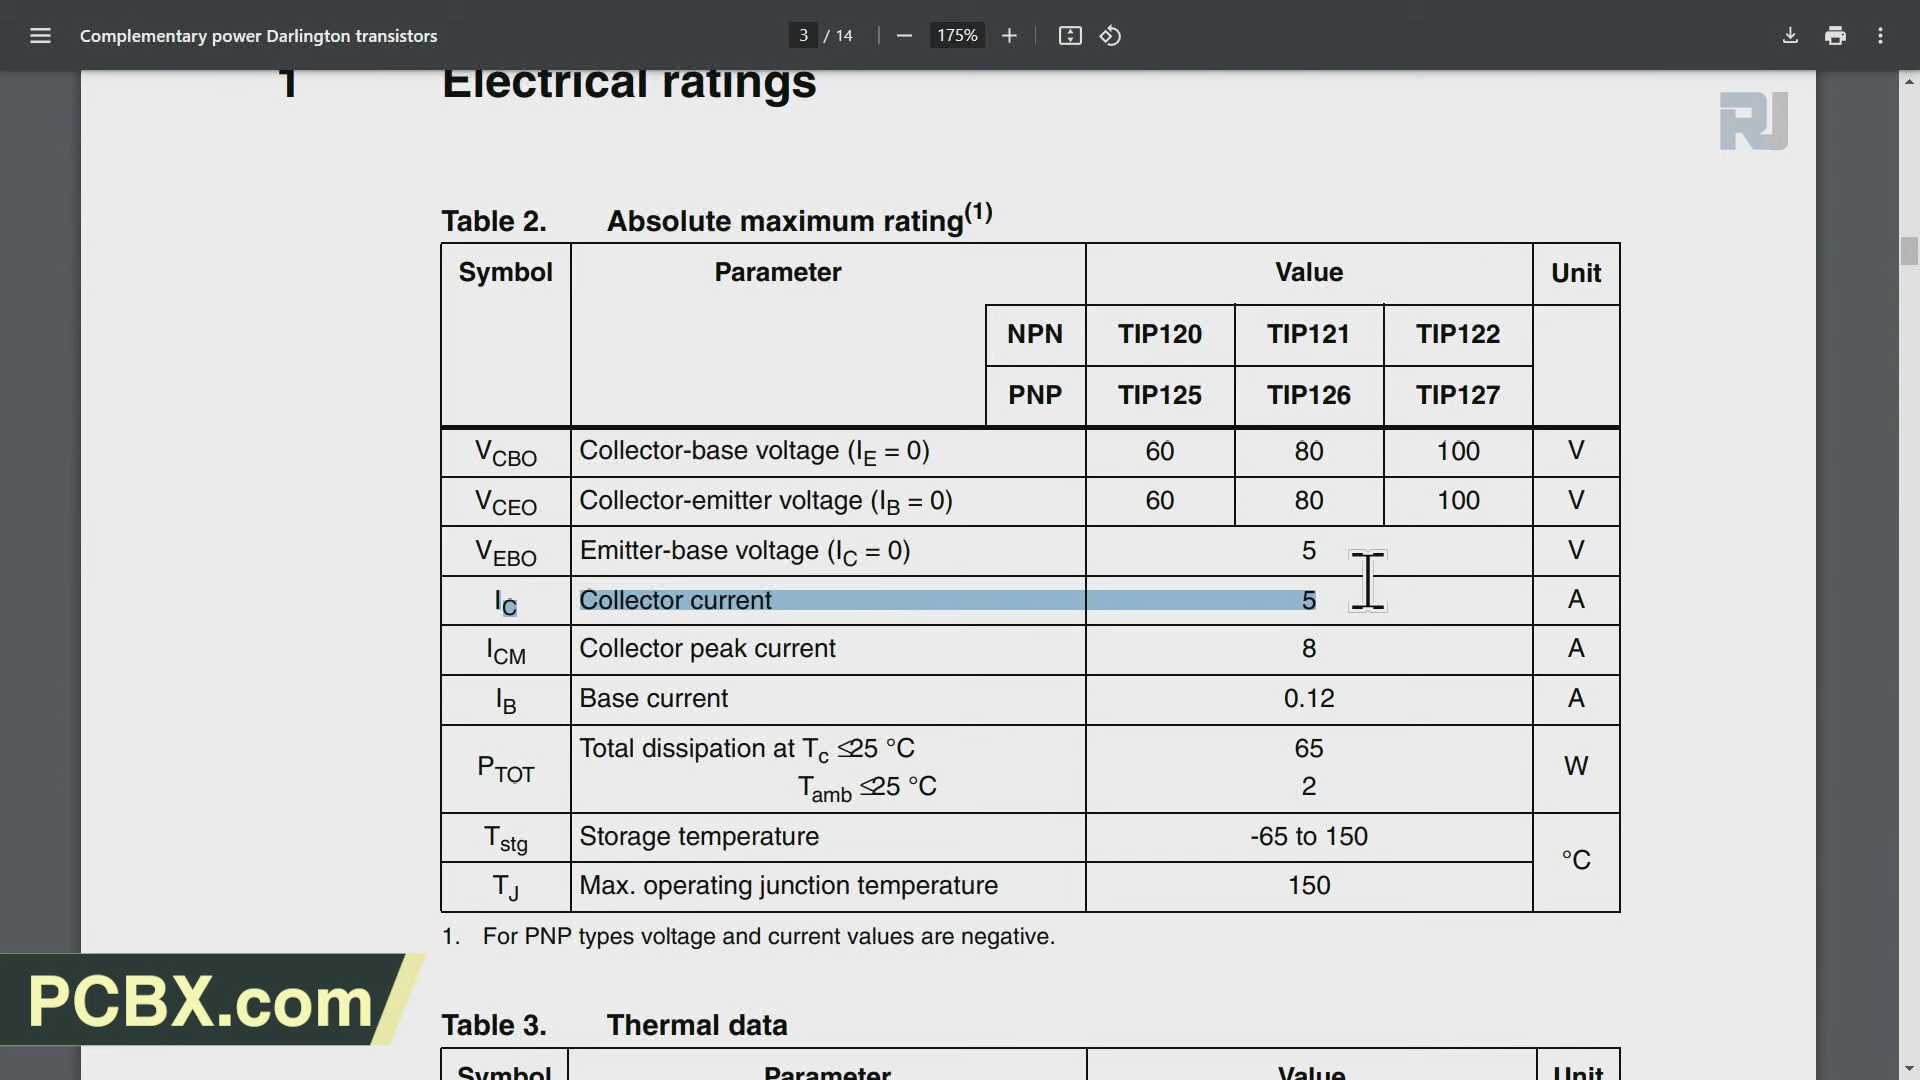 Complementary power Darlington transistors 3 / 14 175%
1 Electrical ratings
RJ
Table 2. Absolute maximum rating(1)
Symbol Parameter Value Unit
NPN TIP120 TIP121 TIP122
PNP TIP125 TIP126 TIP127
VCBO Collector-base voltage (IE = 0) 60 80 100 V
VCEO Collector-emitter voltage (IB = 0) 60 80 100 V
VEBO Emitter-base voltage (IC = 0) 5 V
IC Collector current 5 A
ICM Collector peak current 8 A
IB Base current 0.12 A
PTOT Total dissipation at Tc ≤25 °C 65 W
Tamb ≤25 °C 2
Tstg Storage temperature -65 to 150 °C
TJ Max. operating junction temperature 150
1. For PNP types voltage and current values are negative.
PCBX.com
Table 3. Thermal data
Symbol Parameter Value Unit